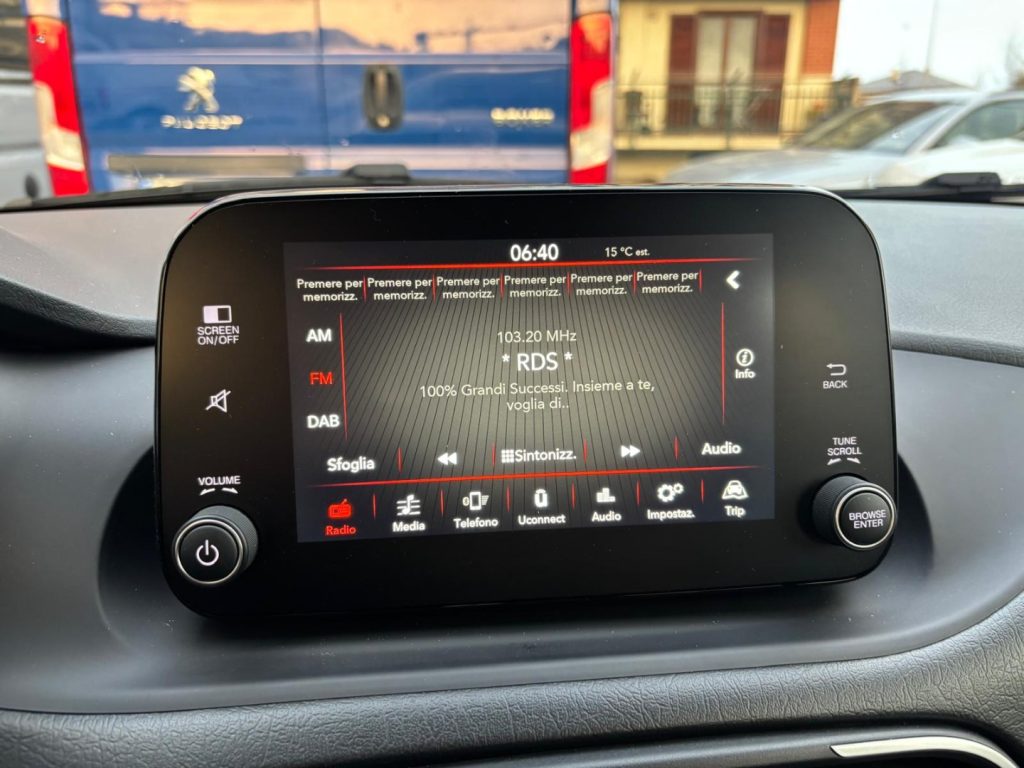 06:40 15 °C est.
Premere per memorizz.
Premere per memorizz.
Premere per memorizz.
Premere per memorizz.
Premere per memorizz.
Premere per memorizz.
SCREEN
ON/OFF
AM
103.20 MHz
* RDS *
Info
BACK
FM
100% Grandi Successi. Insieme a te,
voglia di..
DAB
TUNE
SCROLL
Sfoglia
Sintonizz.
Audio
VOLUME
Radio
Media
Telefono
Uconnect
Audio
Impostaz.
Trip
BROWSE
ENTER